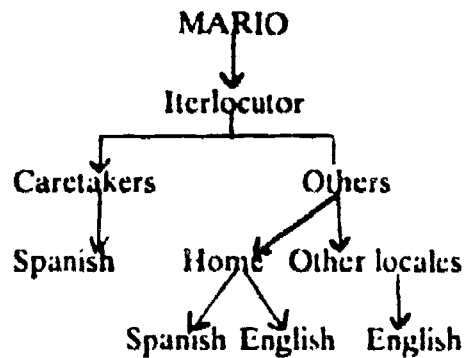 MARIO
Iterlocutor
Caretakers Others
Spanish Home Other locales
Spanish English English